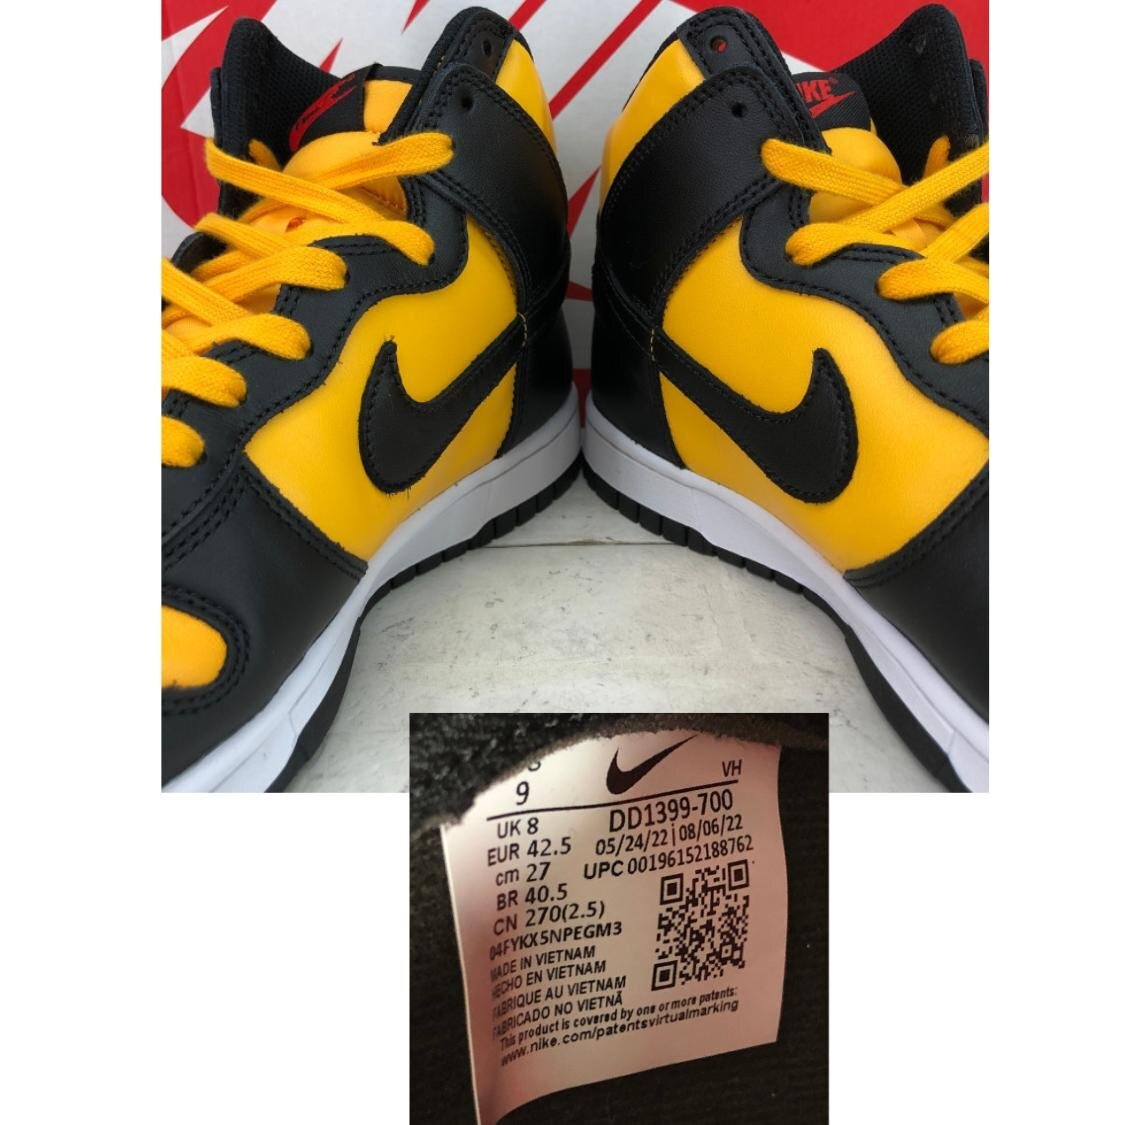 NIKE
9
VH
UK 8
DD1399-700
EUR 42.5
05/24/22|08/06/22
cm 27
UPC 00196152188762
BR 40.5
CN 270(2.5)
04FYKX5NPEGM3
MADE IN VIETNAM
HECHO EN VIETNAM
FABRIQUE AU VIETNAM
FABRICADO NO VIETNÃ
This product is covered by one or more patents:
www.nike.com/patentsvirtualmarking